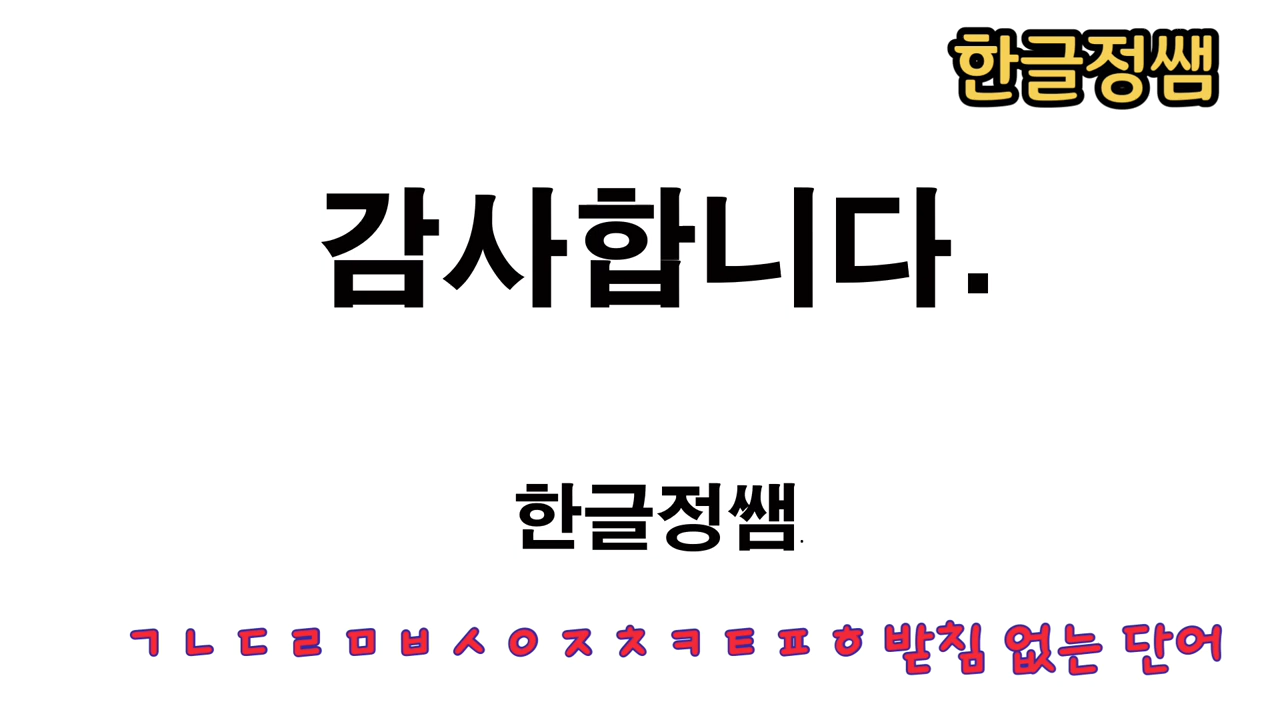 한글정쌤
감사합니다.
한글정쌤.
ㄱ ㄴ ㄷ ㄹ ㅁ ㅂ ㅅ ㅇ ㅈ ㅊ ㅋ ㅌ ㅍ ㅎ 받침 없는 단어